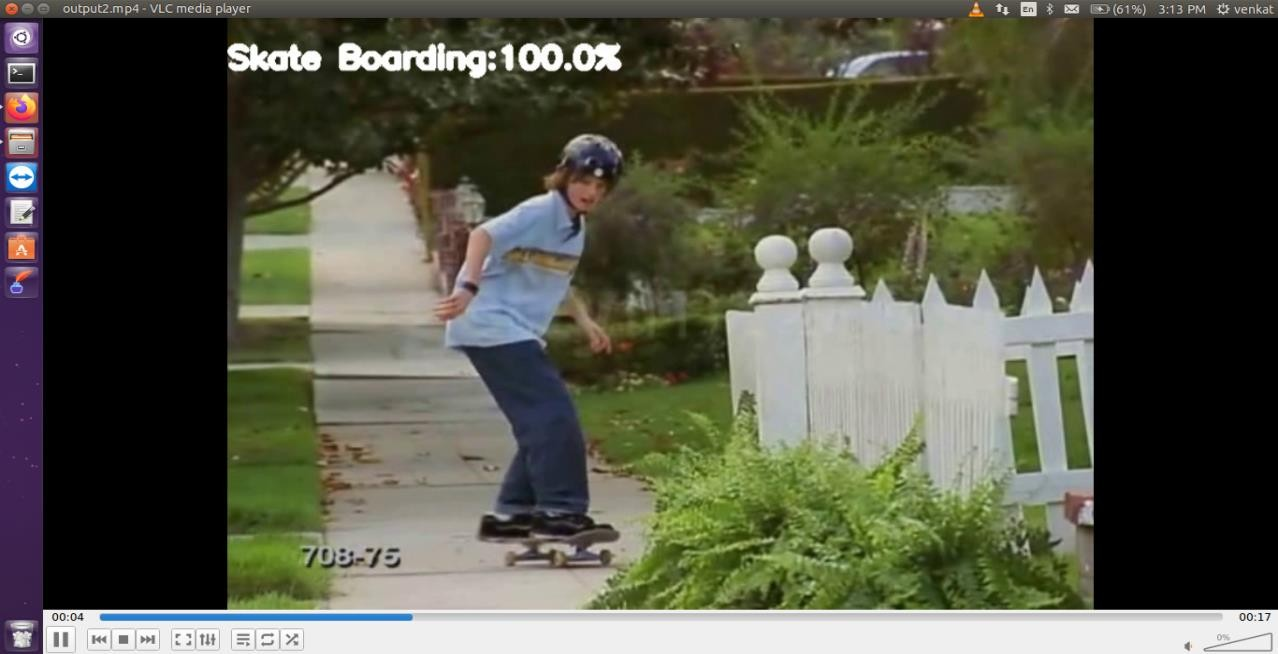 output2.mp4 - VLC media player
En
(61%)
3:13 PM
venkat
Skate Boarding:100.0%
708-75
00:04
00:17
0%